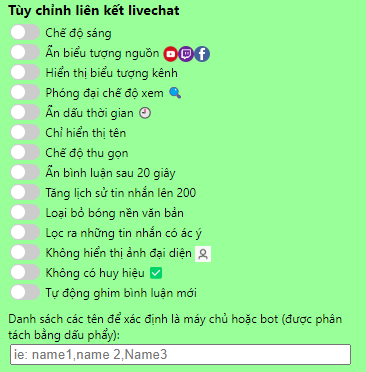 Tùy chỉnh liên kết livechat
Chế độ sáng
Ẩn biểu tượng nguồn
Hiển thị biểu tượng kênh
Phóng đại chế độ xem
Ẩn dấu thời gian
Chỉ hiển thị tên
Chế độ thu gọn
Ẩn bình luận sau 20 giây
Tăng lịch sử tin nhắn lên 200
Loại bỏ bóng nền văn bản
Lọc ra những tin nhắn có ác ý
Không hiển thị ảnh đại diện
Không có huy hiệu
Tự động ghim bình luận mới
Danh sách các tên để xác định là máy chủ hoặc bot (được phân
tách bằng dấu phẩy):
ie: name1,name 2,Name3